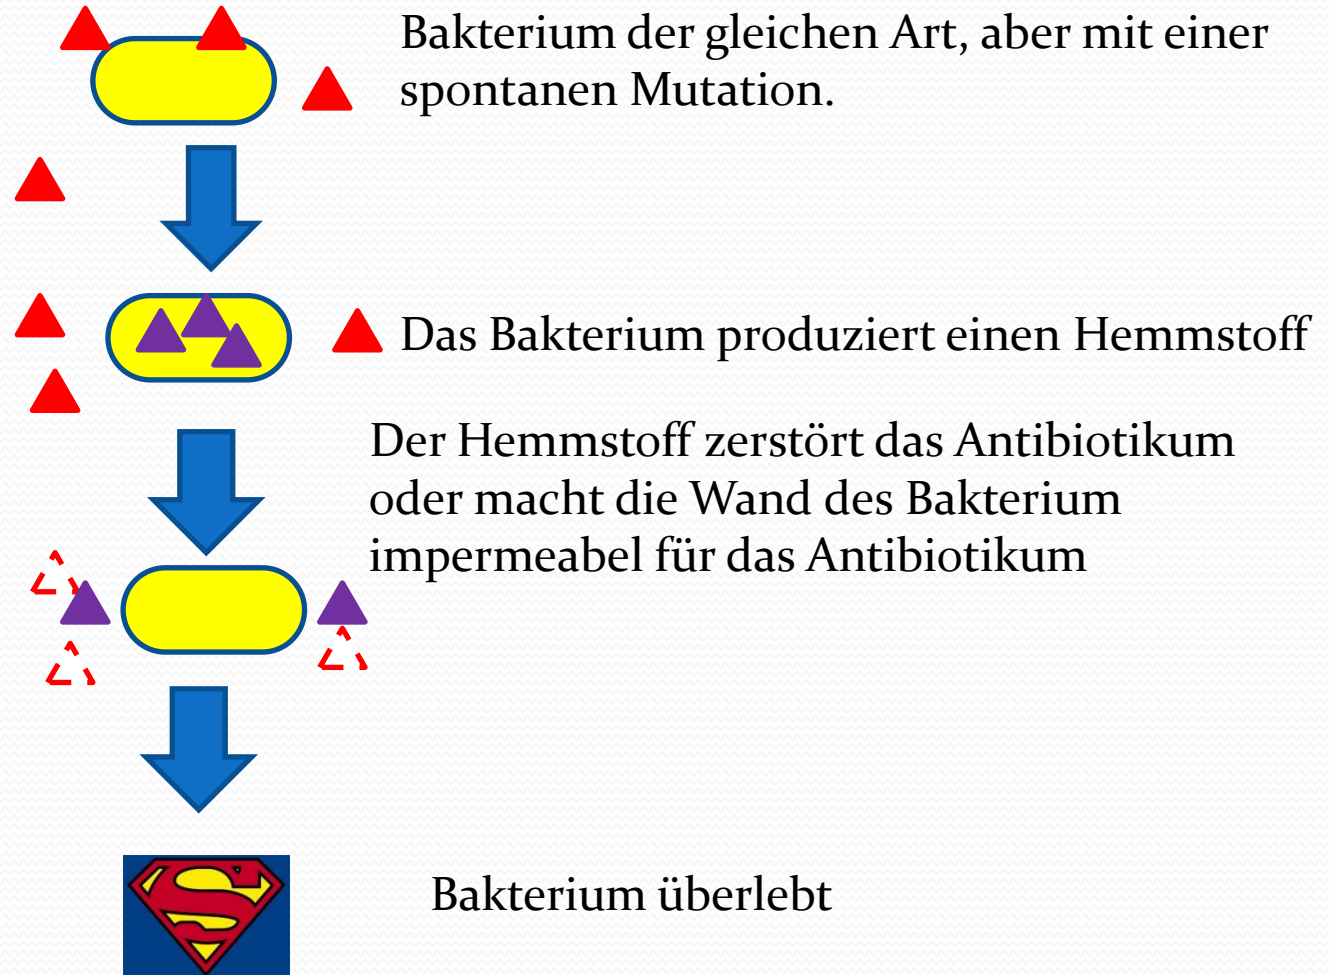 Bakterium der gleichen Art, aber mit einer
spontanen Mutation.
Das Bakterium produziert einen Hemmstoff
Der Hemmstoff zerstört das Antibiotikum
oder macht die Wand des Bakterium
impermeabel für das Antibiotikum
S
Bakterium überlebt